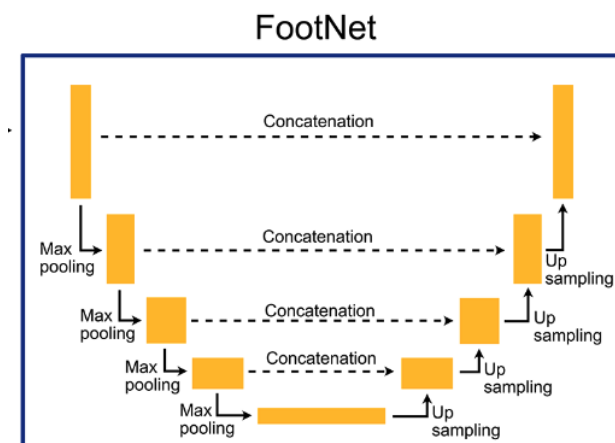 FootNet
Concatenation
Concatenation
Max
pooling
Up
sampling
Concatenation
Max
pooling
Up
sampling
Concatenation
Max
pooling
Up
sampling
Max
pooling
Up
sampling